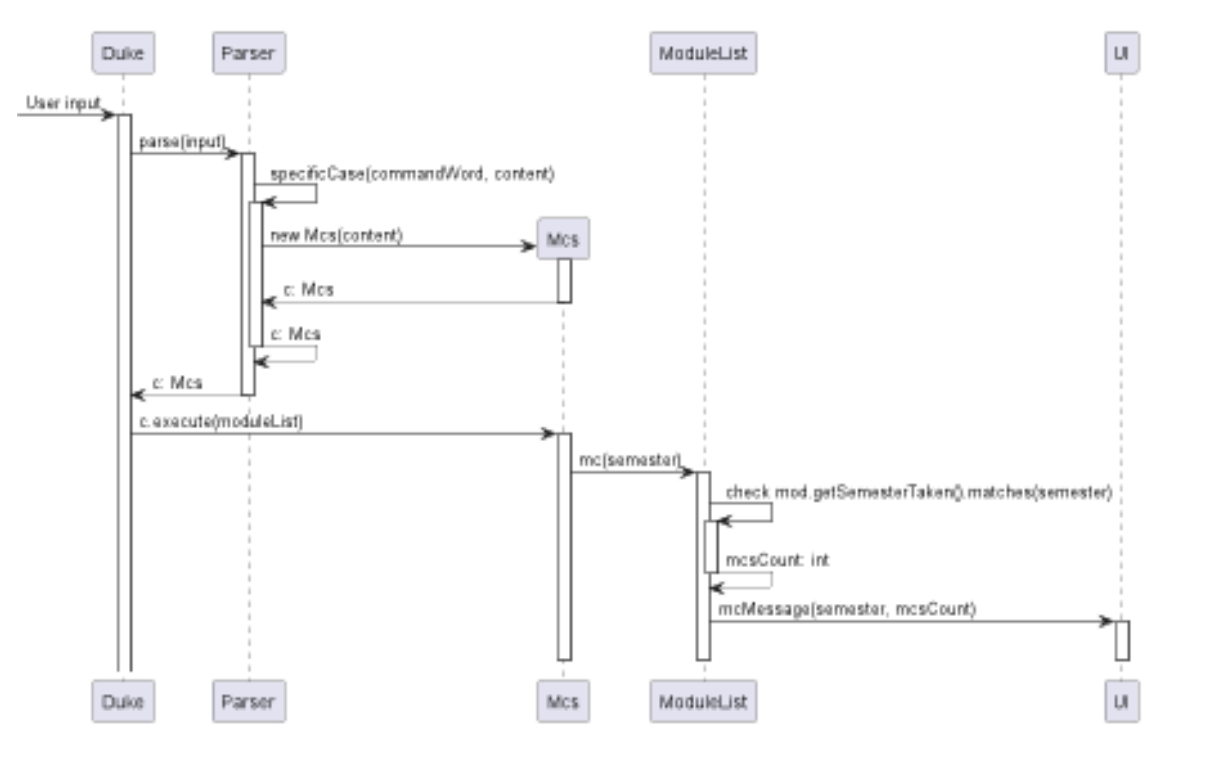 Duke Parser ModuleList UI
User input
parse(input)
specificCase(commandWord, content)
new Mcs(content)
Mcs
c: Mcs
c: Mcs
c: Mcs
c.execute(moduleList)
mc(semester)
check mod.getSemesterTaken().matches(semester)
mcsCount: int
mcMessage(semester, mcsCount)
Duke Parser Mcs ModuleList UI